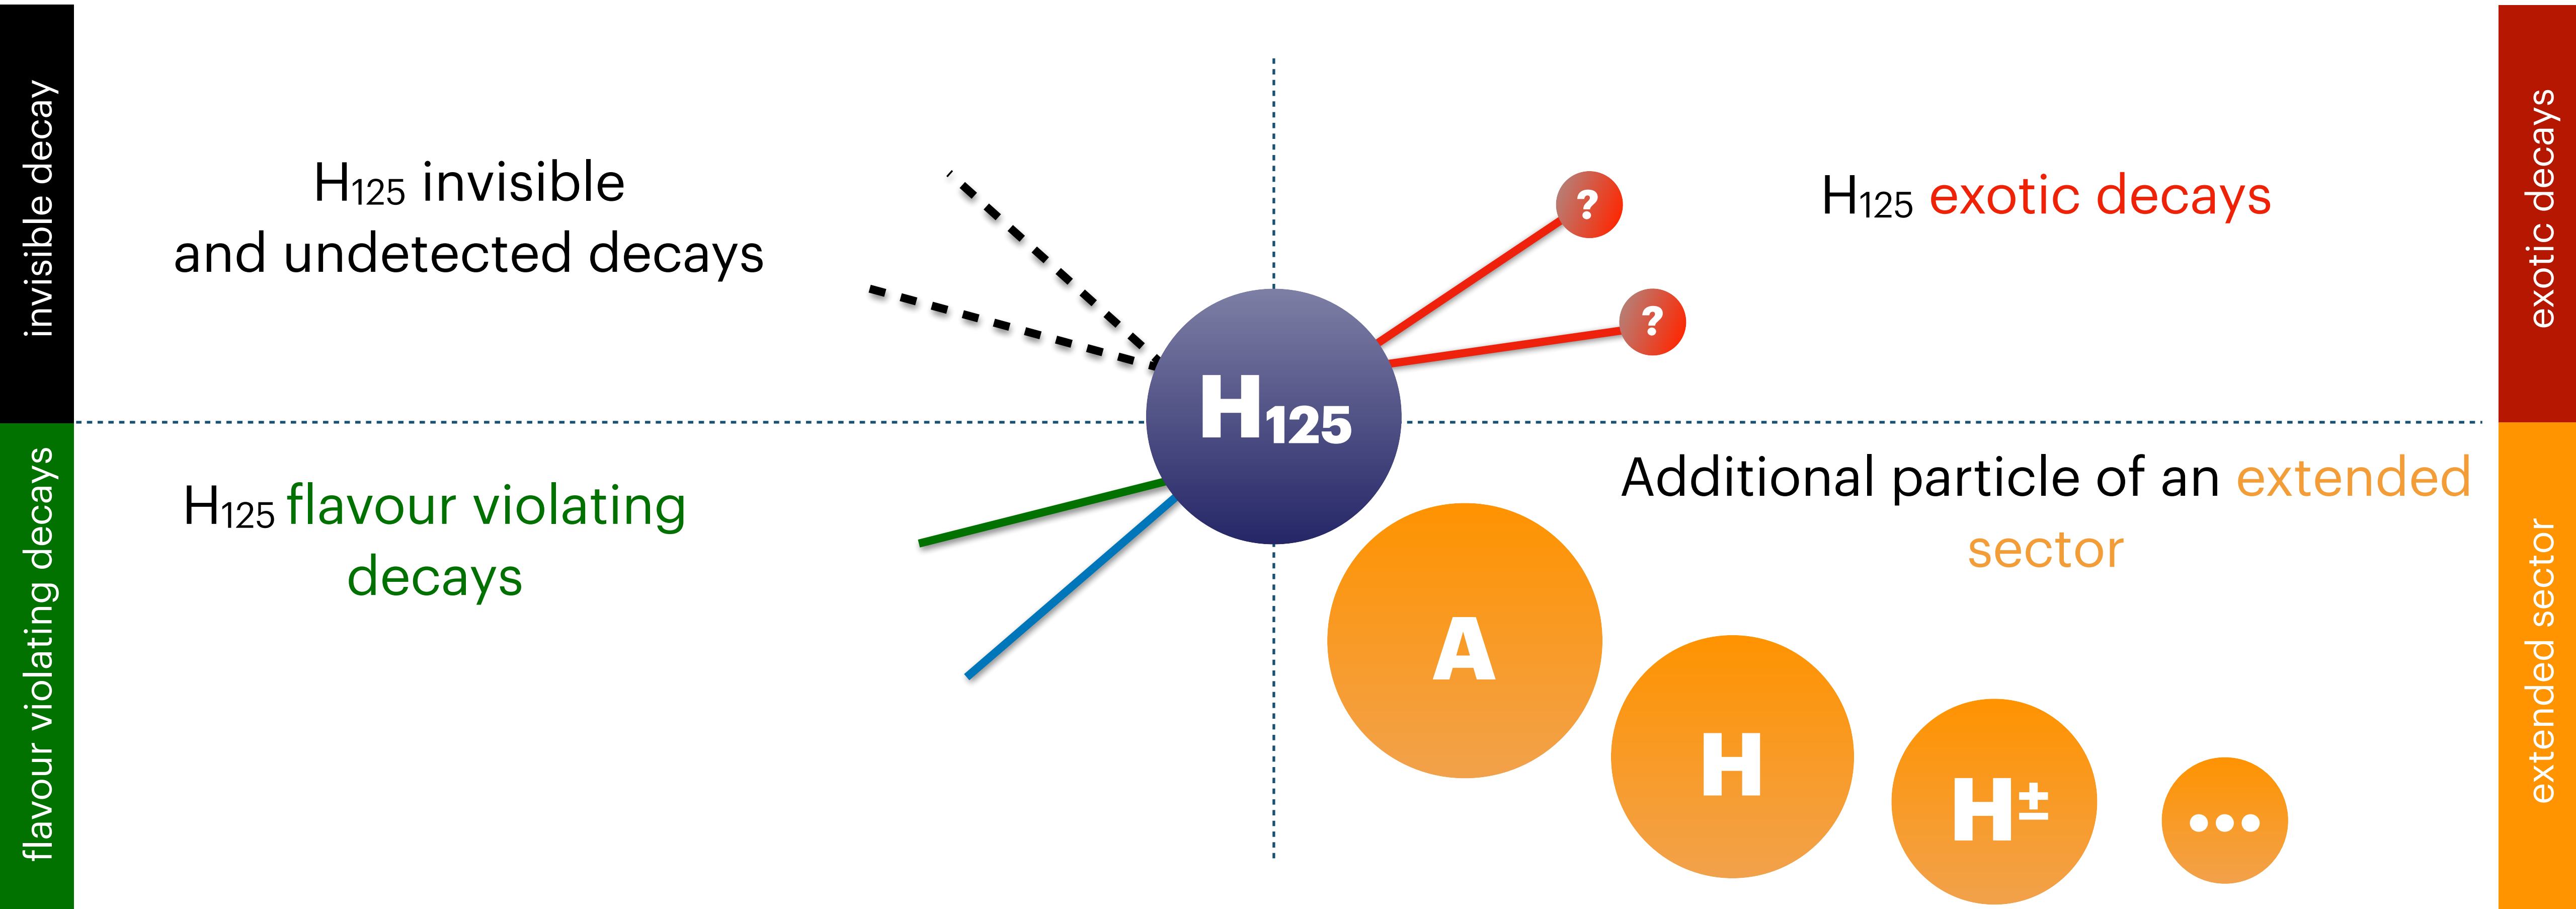 invisible decay
H₁₂₅ invisible
and undetected decays
?
?
H₁₂₅ exotic decays
exotic decays
H₁₂₅
flavour violating decays
H₁₂₅ flavour violating
decays
Additional particle of an extended
sector
A
H
H±
•••
extended sector